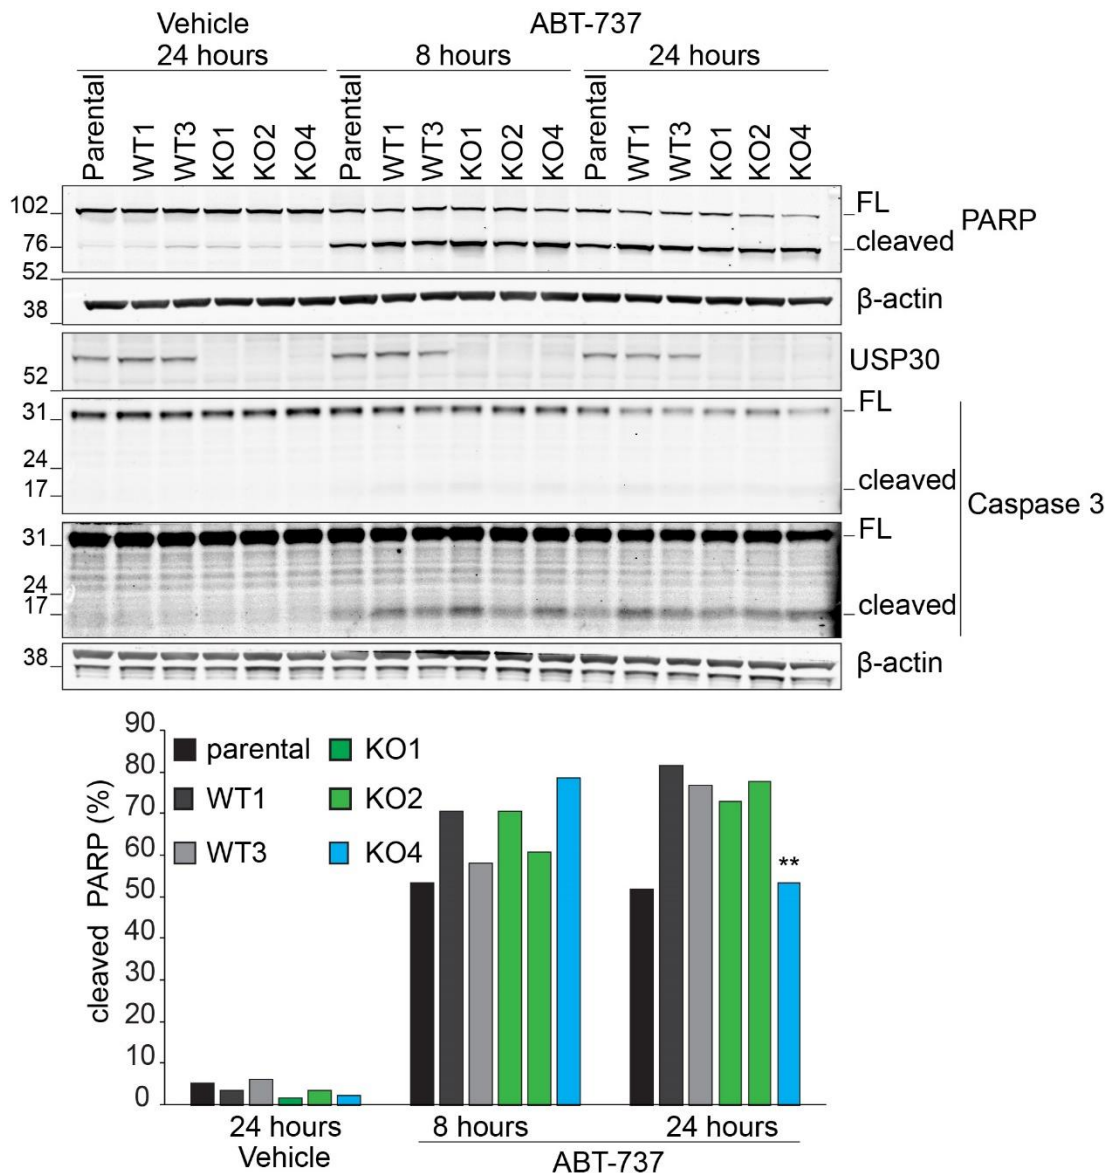 Vehicle ABT-737
24 hours 8 hours 24 hours
Parental WT1 WT3 KO1 KO2 KO4 Parental WT1 WT3 KO1 KO2 KO4 Parental WT1 WT3 KO1 KO2 KO4
102 FL
PARP
76 cleaved
52
β-actin
38
USP30
52
31 FL
24
17 cleaved
Caspase 3
31 FL
24
17 cleaved
38 β-actin
90
80 parental KO1
70 WT1 KO2
60 WT3 KO4
50 **
40
30
20
10
0
cleaved PARP (%)
24 hours 8 hours 24 hours
Vehicle ABT-737